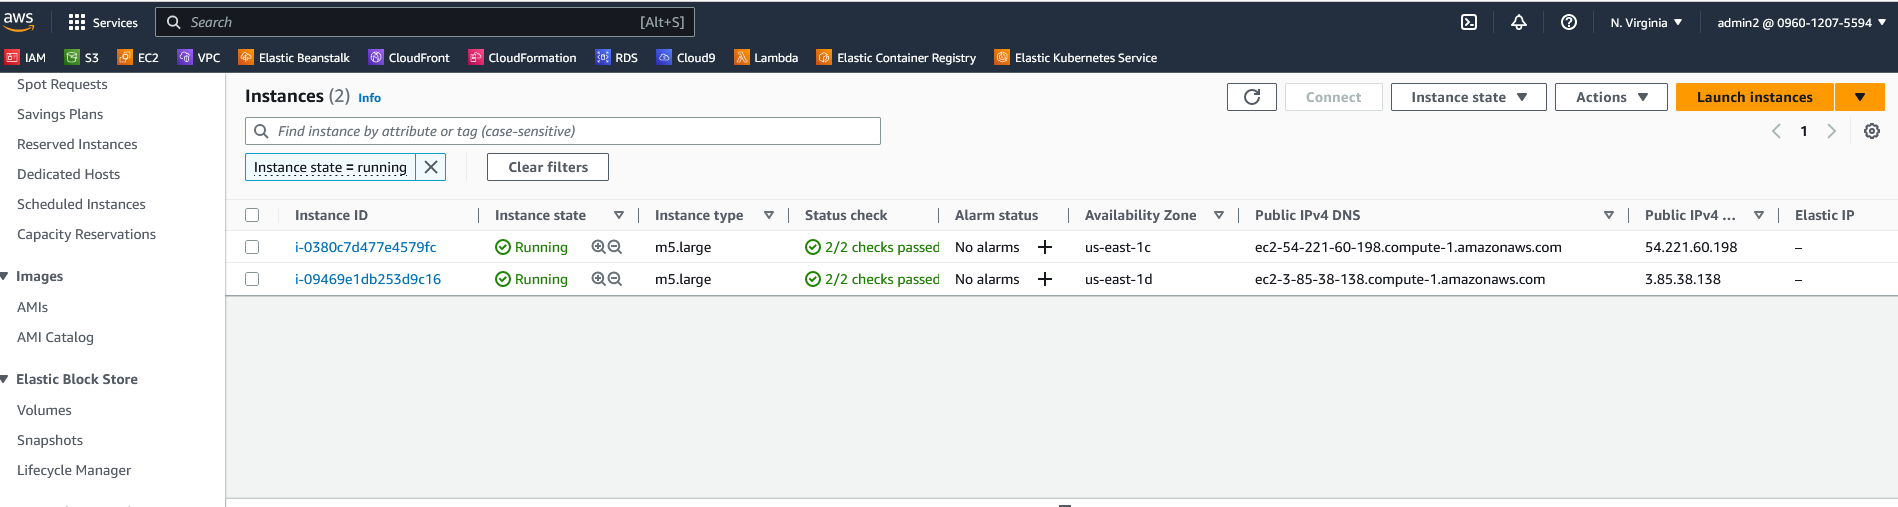 aws Services Search [Alt+S] N. Virginia admin2 @ 0960-1207-5594
IAM S3 EC2 VPC Elastic Beanstalk CloudFront CloudFormation RDS Cloud9 Lambda Elastic Container Registry Elastic Kubernetes Service
Spot Requests
Savings Plans
Reserved Instances
Dedicated Hosts
Scheduled Instances
Capacity Reservations
Images
AMIs
AMI Catalog
Elastic Block Store
Volumes
Snapshots
Lifecycle Manager
Instances (2) Info Connect Instance state Actions Launch instances
Find instance by attribute or tag (case-sensitive) 1
Instance state = running Clear filters
Instance ID Instance state Instance type Status check Alarm status Availability Zone Public IPv4 DNS Public IPv4 ... Elastic IP
i-0380c7d477e4579fc Running m5.large 2/2 checks passed No alarms + us-east-1c ec2-54-221-60-198.compute-1.amazonaws.com 54.221.60.198 –
i-09469e1db253d9c16 Running m5.large 2/2 checks passed No alarms + us-east-1d ec2-3-85-38-138.compute-1.amazonaws.com 3.85.38.138 –